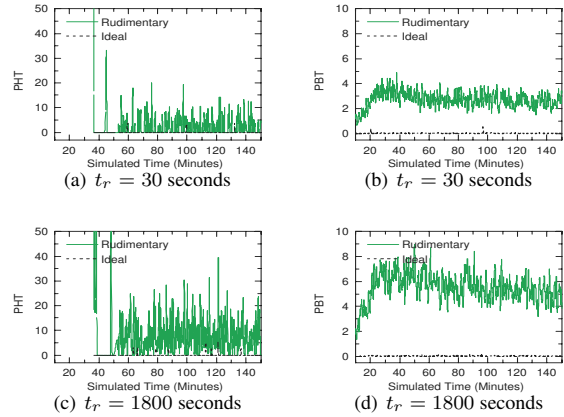 50
Rudimentary
Ideal
40
30
20
10
0
PHT
20 40 60 80 100 120 140
Simulated Time (Minutes)
(a) t_r = 30 seconds
10
Rudimentary
Ideal
8
6
4
2
0
PBT
20 40 60 80 100 120 140
Simulated Time (Minutes)
(b) t_r = 30 seconds
50
Rudimentary
Ideal
40
30
20
10
0
PHT
20 40 60 80 100 120 140
Simulated Time (Minutes)
(c) t_r = 1800 seconds
10
Rudimentary
Ideal
8
6
4
2
0
PBT
20 40 60 80 100 120 140
Simulated Time (Minutes)
(d) t_r = 1800 seconds